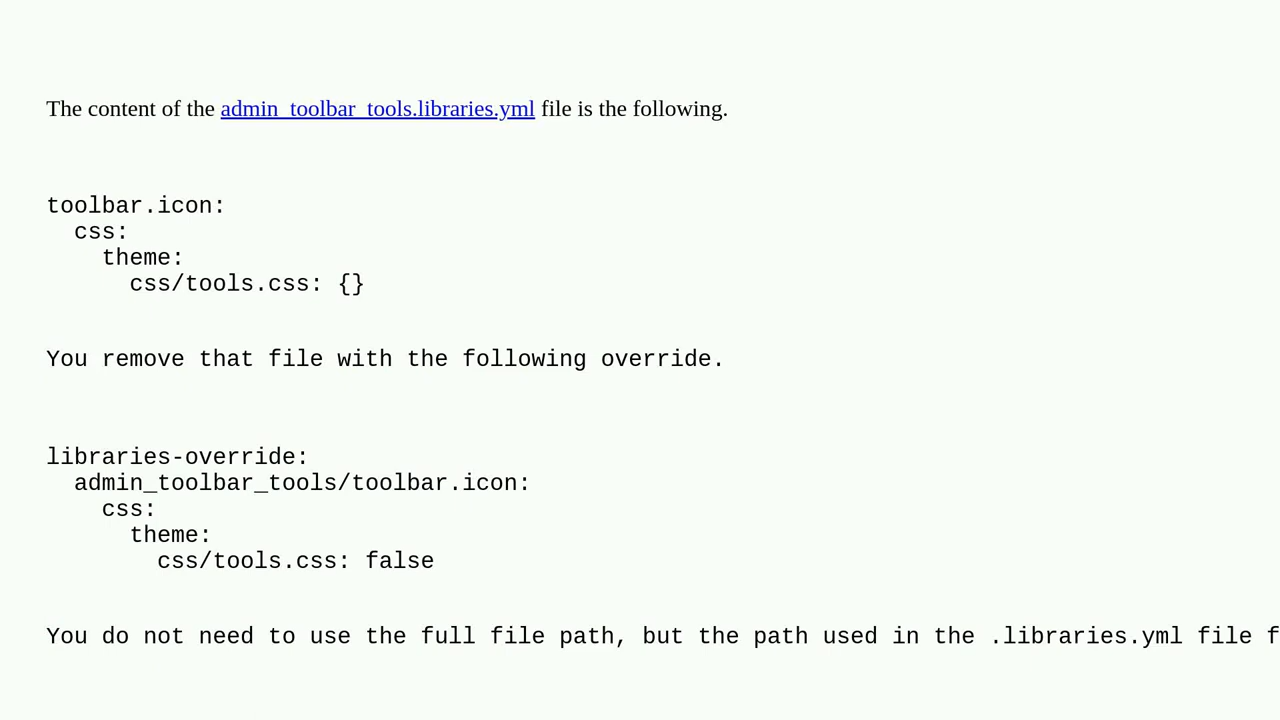 The content of the admin_toolbar_tools.libraries.yml file is the following.
toolbar.icon:
  css:
    theme:
      css/tools.css: {}
You remove that file with the following override.
libraries-override:
  admin_toolbar_tools/toolbar.icon:
    css:
      theme:
        css/tools.css: false
You do not need to use the full file path, but the path used in the .libraries.yml file